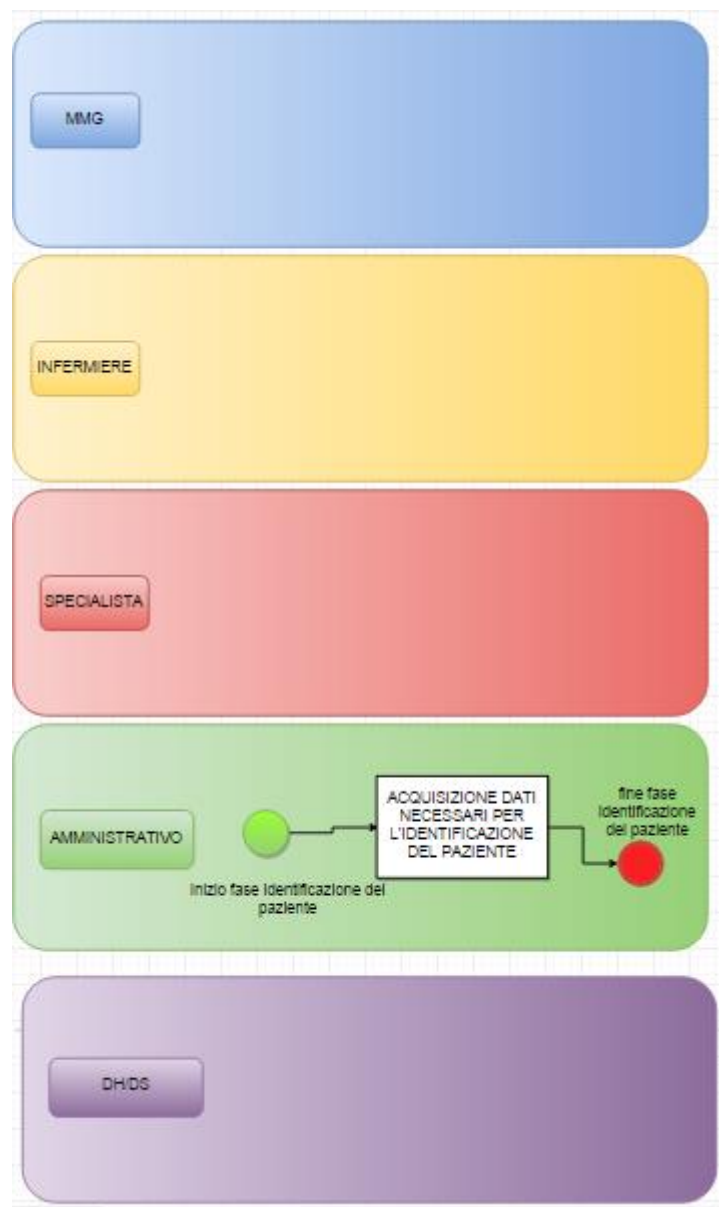 MMG
INFERMIERE
SPECIALISTA
AMMINISTRATIVO
inizio fase identificazione del
paziente
ACQUISIZIONE DATI
NECESSARI PER
L'IDENTIFICAZIONE
DEL PAZIENTE
fine fase
identificazione
del paziente
DH/DS